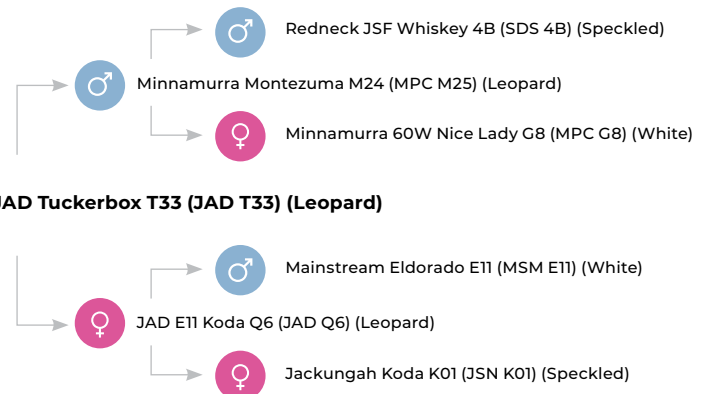 Redneck JSF Whiskey 4B (SDS 4B) (Speckled)
Minnamurra Montezuma M24 (MPC M25) (Leopard)
Minnamurra 60W Nice Lady G8 (MPC G8) (White)
JAD Tuckerbox T33 (JAD T33) (Leopard)
Mainstream Eldorado E11 (MSM E11) (White)
JAD E11 Koda Q6 (JAD Q6) (Leopard)
Jackungah Koda K01 (JSN K01) (Speckled)